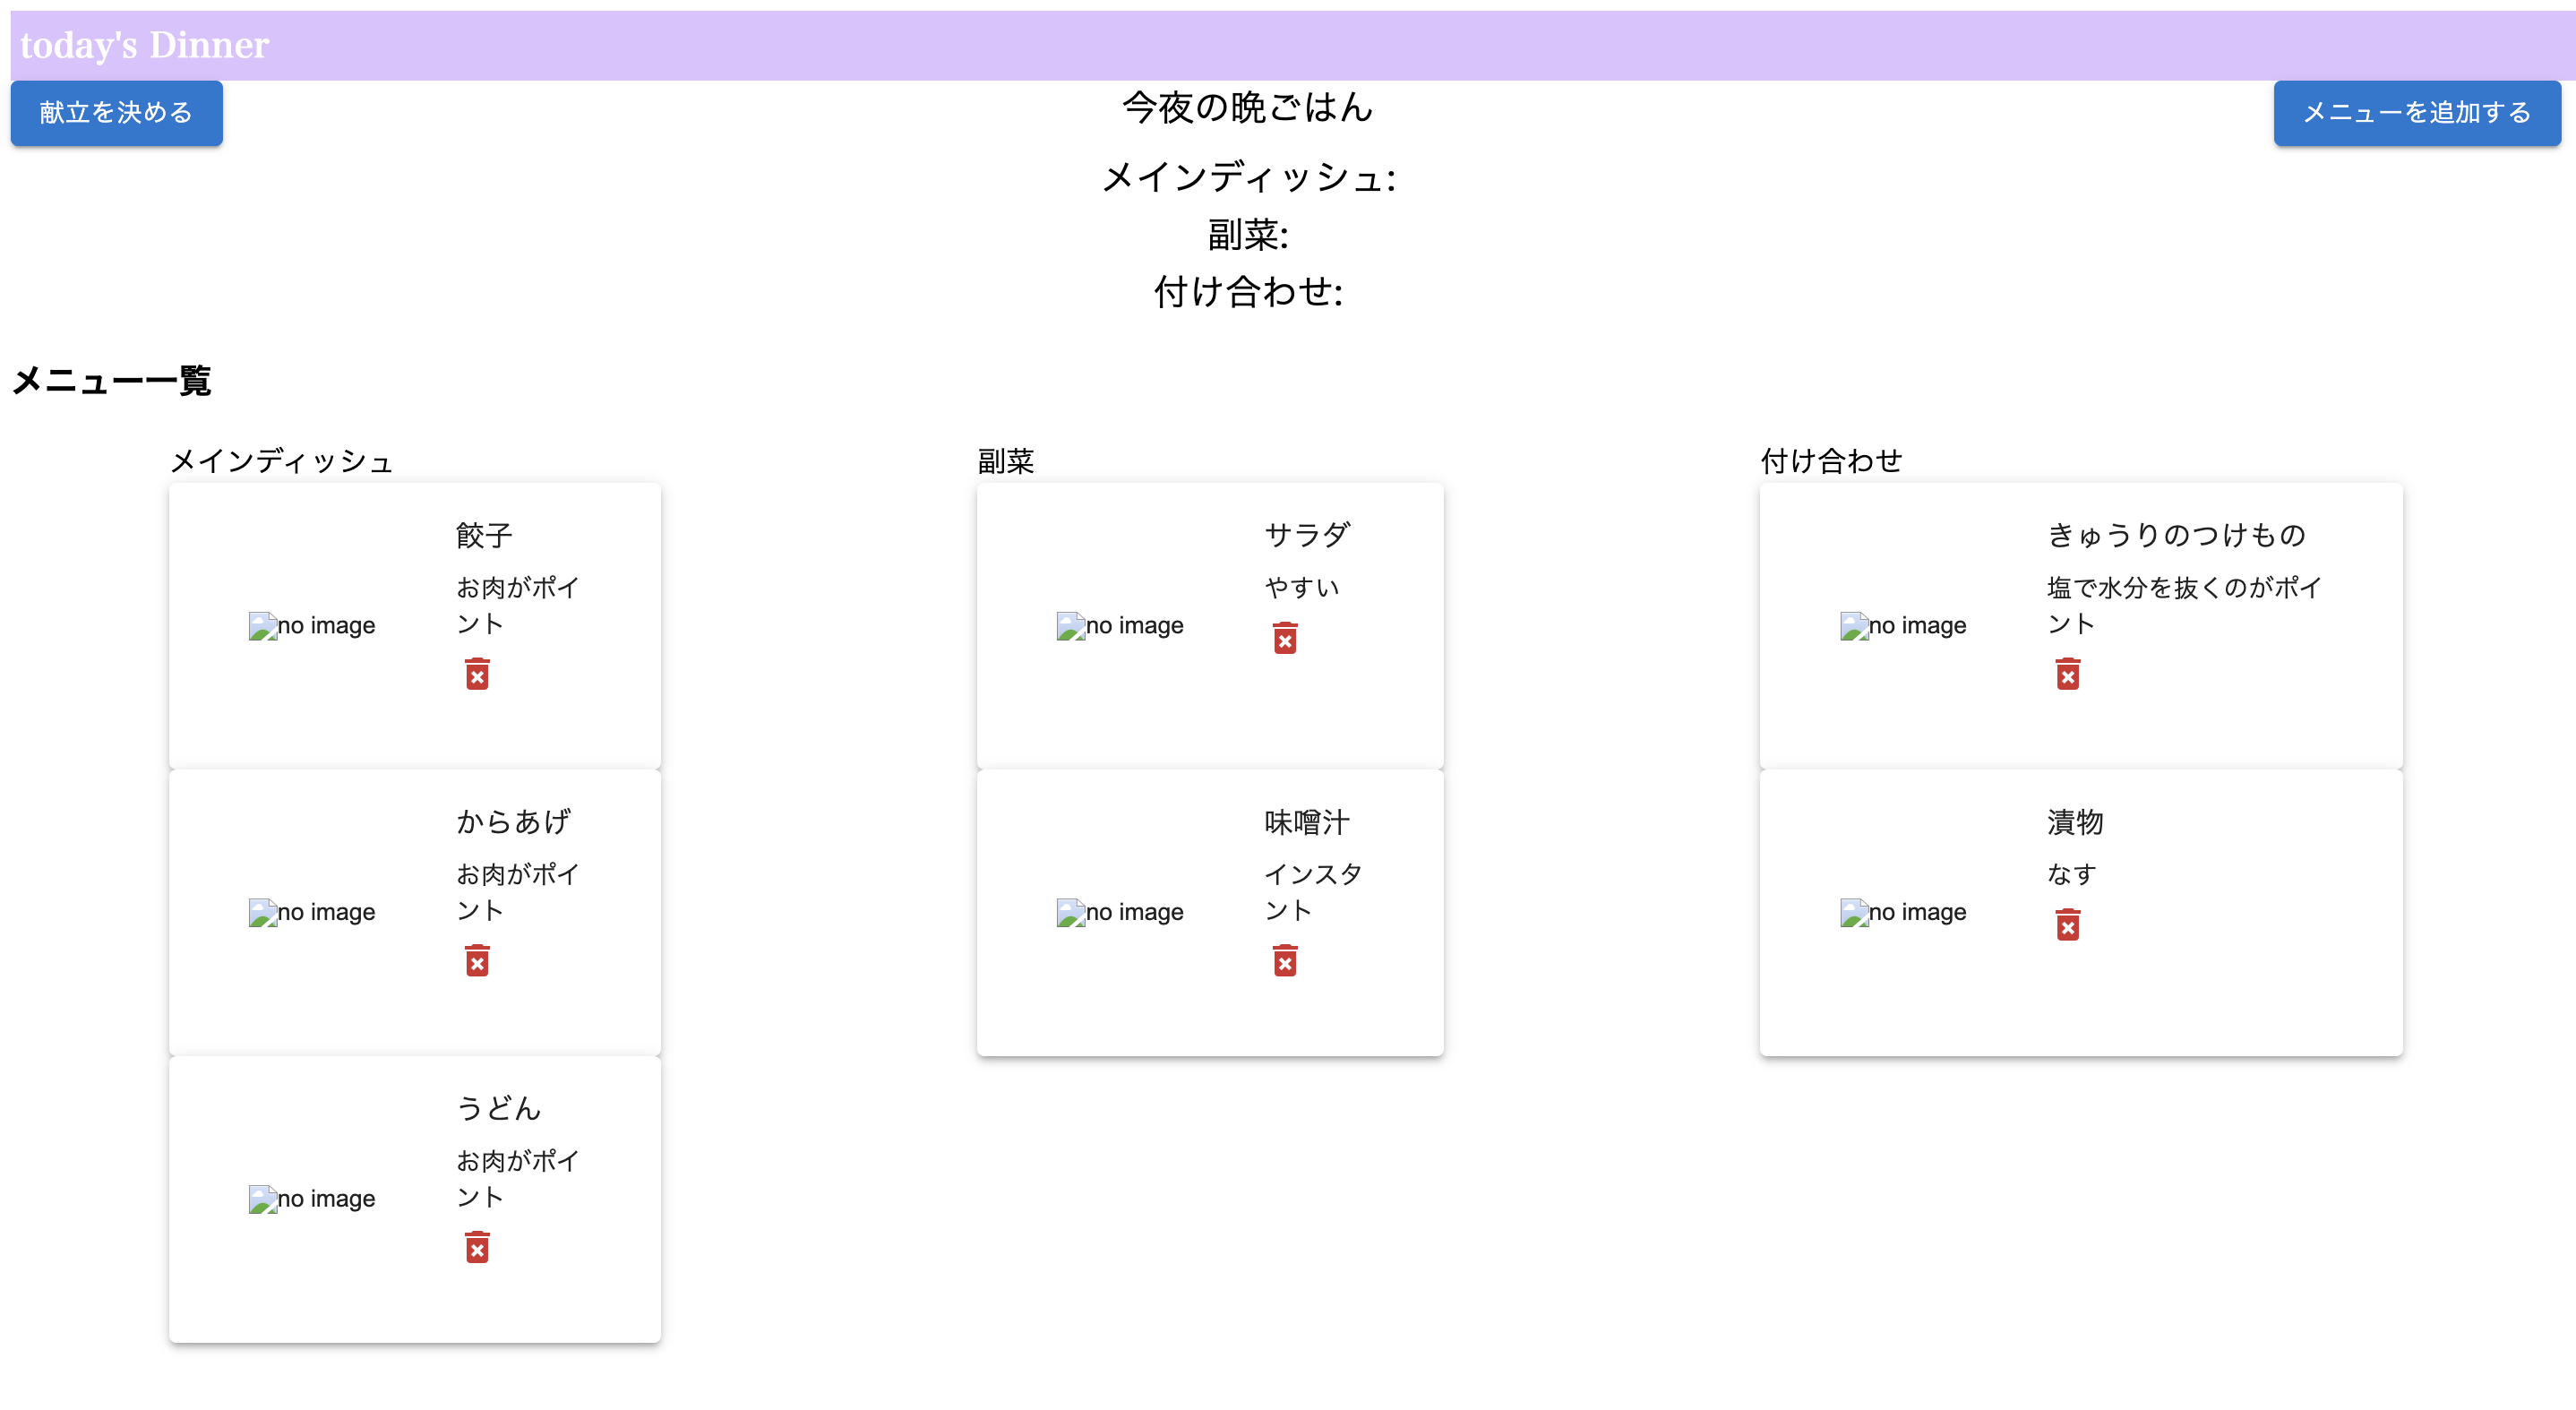 today's Dinner
献立を決める
今夜の晩ごはん
メニューを追加する
メインディッシュ:
副菜:
付け合わせ:
メニュー一覧
メインディッシュ
餃子
お肉がポイ
ント
no image
からあげ
お肉がポイ
ント
no image
うどん
お肉がポイ
ント
no image
副菜
サラダ
やすい
no image
味噌汁
インスタ
ント
no image
付け合わせ
きゅうりのつけもの
塩で水分を抜くのがポイ
ント
no image
漬物
なす
no image